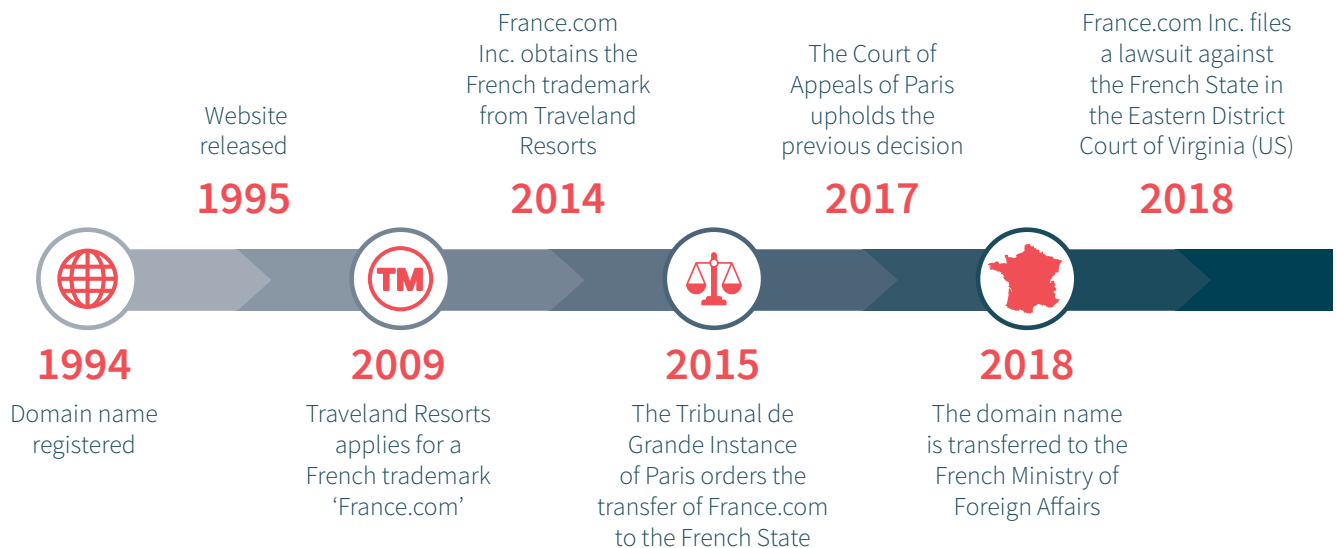 1994
Domain name
registered
Website
released
1995
TM
2009
Traveland Resorts
applies for a
French trademark
‘France.com’
France.com
Inc. obtains the
French trademark
from Traveland
Resorts
2014
2015
The Tribunal de
Grande Instance
of Paris orders the
transfer of France.com
to the French State
The Court of
Appeals of Paris
upholds the
previous decision
2017
2018
The domain name
is transferred to the
French Ministry of
Foreign Affairs
France.com Inc. files
a lawsuit against
the French State in
the Eastern District
Court of Virginia (US)
2018